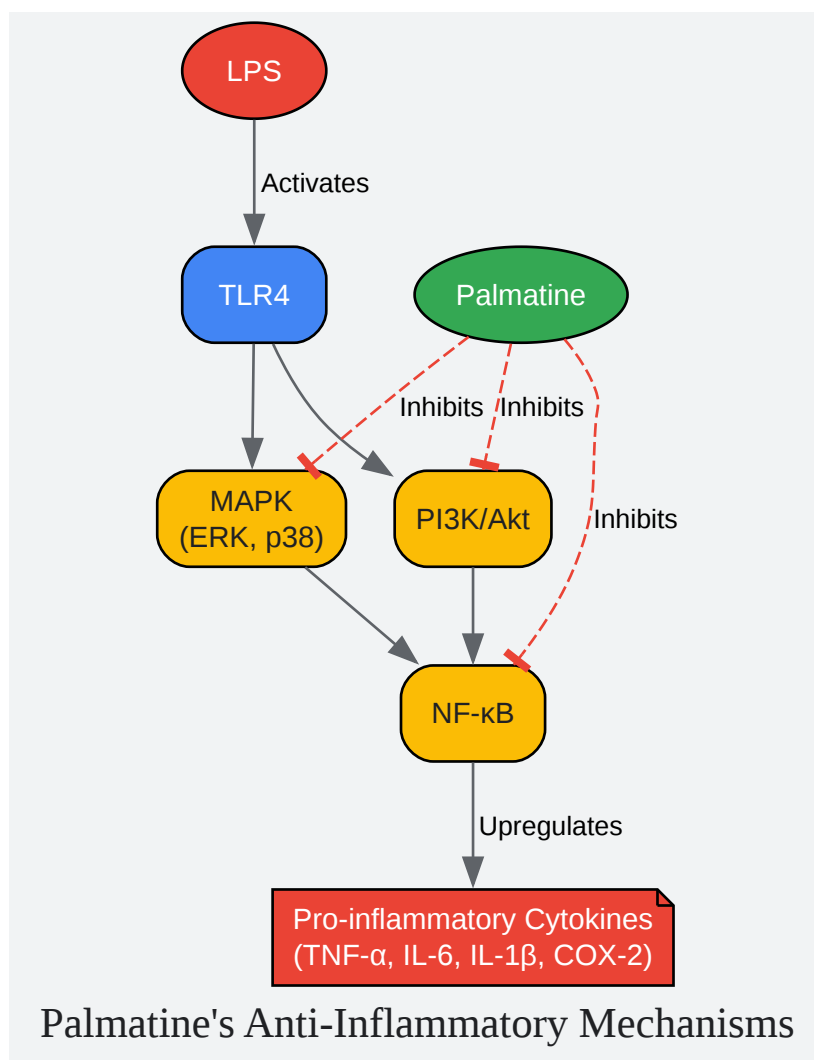 LPS
Activates
TLR4
Palmatine
Inhibits
Inhibits
MAPK
(ERK, p38)
PI3K/Akt
Inhibits
NF-κB
Upregulates
Pro-inflammatory Cytokines
(TNF-α, IL-6, IL-1β, COX-2)
Palmatine's Anti-Inflammatory Mechanisms